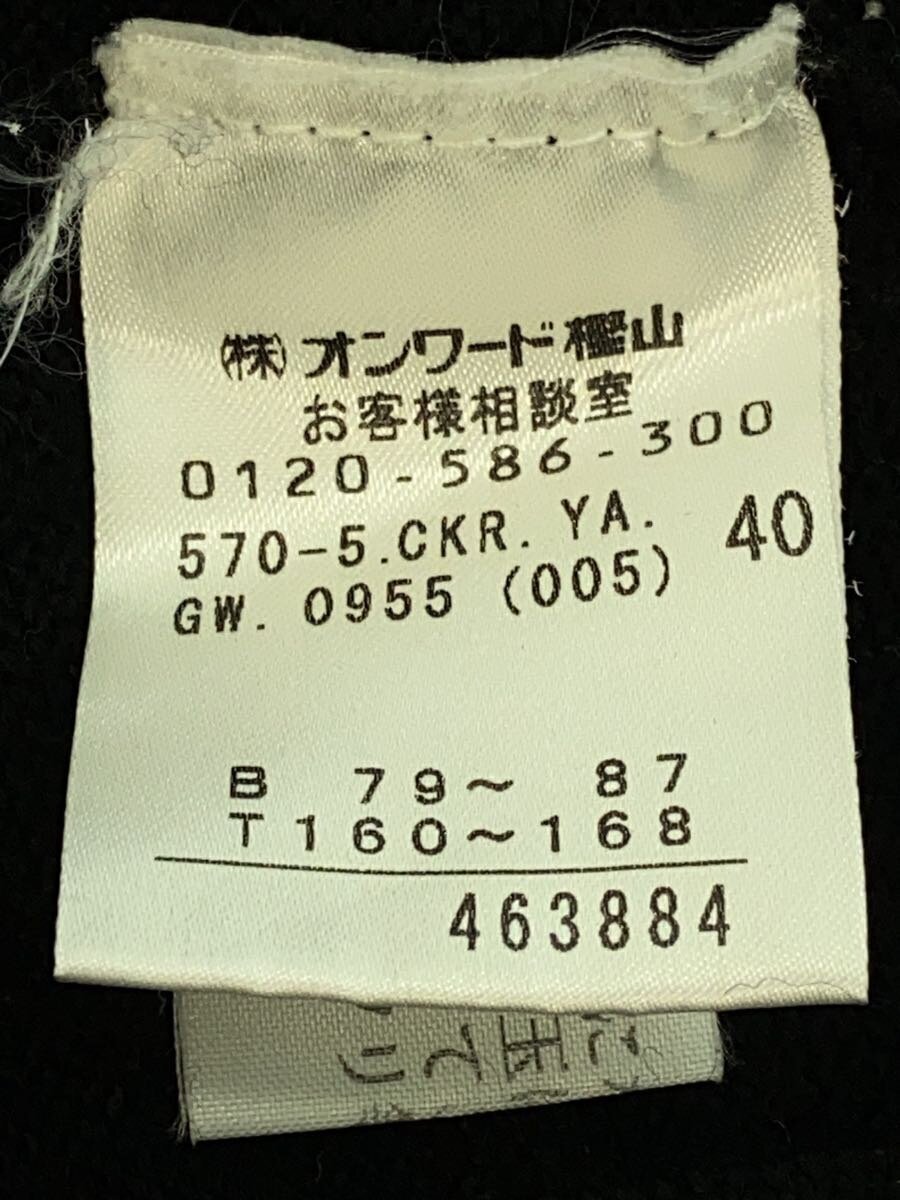 ㈱オンワード樫山
お客様相談室
0120-586-300
570-5.CKR.YA. 40
GW. 0955 (005)
B 79～ 87
T160～168
463884